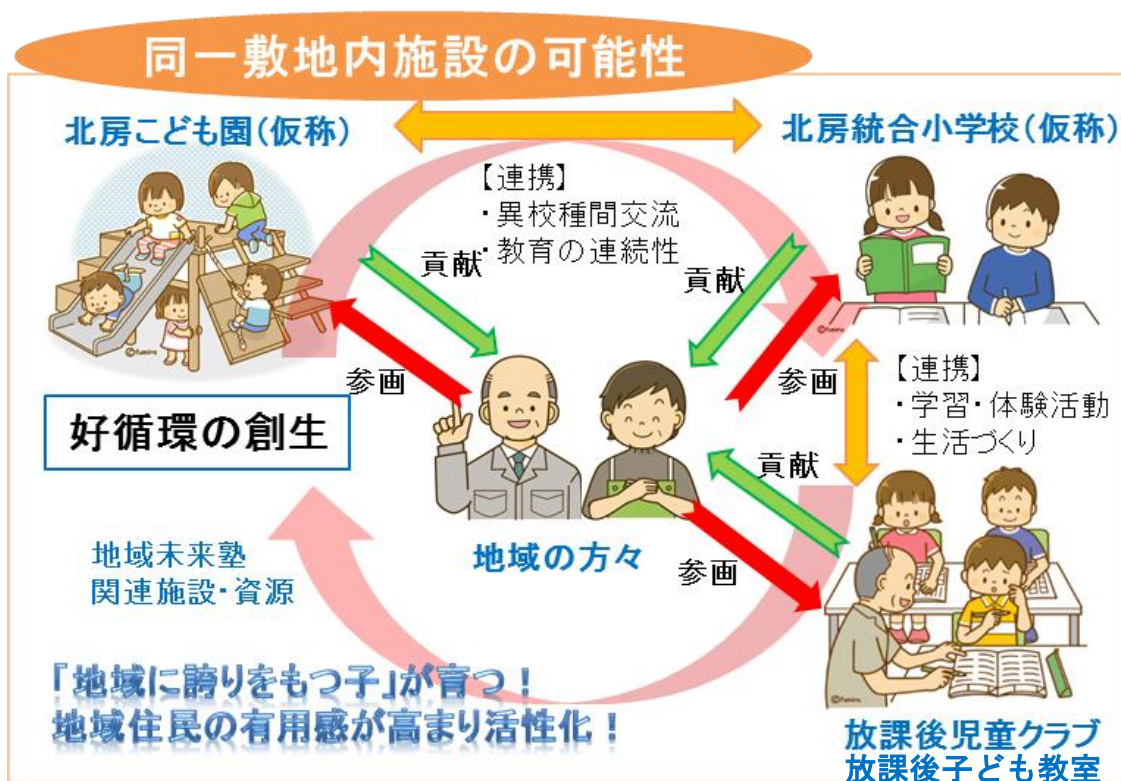 同一敷地内施設の可能性
北房こども園(仮称)
北房統合小学校(仮称)
【連携】
・異校種間交流
・教育の連続性
貢献
貢献
参画
参画
【連携】
・学習・体験活動
・生活づくり
好循環の創生
貢献
地域の方々
参画
地域未来塾
関連施設・資源
「地域に誇りをもつ子」が育つ！
地域住民の有用感が高まり活性化！
放課後児童クラブ
放課後子ども教室